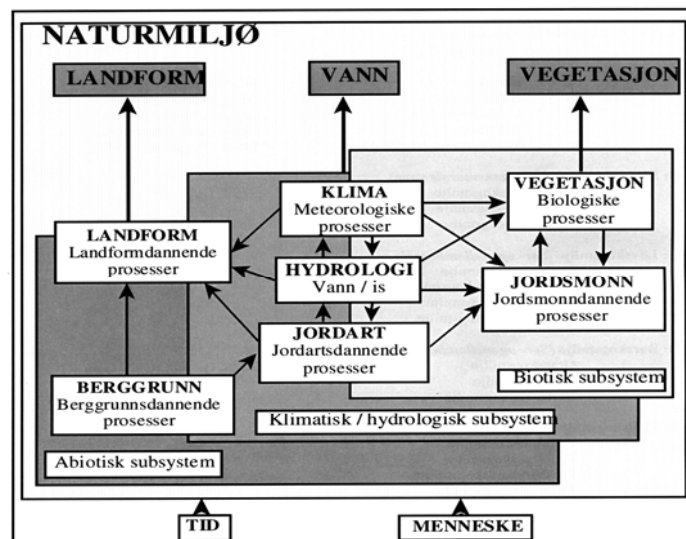 NATURMILJØ
LANDFORM
VANN
VEGETASJON
KLIMA
Meteorologiske
prosesser
VEGETASJON
Biologiske
prosesser
LANDFORM
Landformdannende
prosesser
HYDROLOGI
Vann / is
JORDSMONN
Jordsmonndannende
prosesser
JORDART
Jordartsdannende
prosesser
BERGGRUNN
Berggrunnsdannende
prosesser
Biotisk subsystem
Klimatisk / hydrologisk subsystem
Abiotisk subsystem
TID
MENNESKE